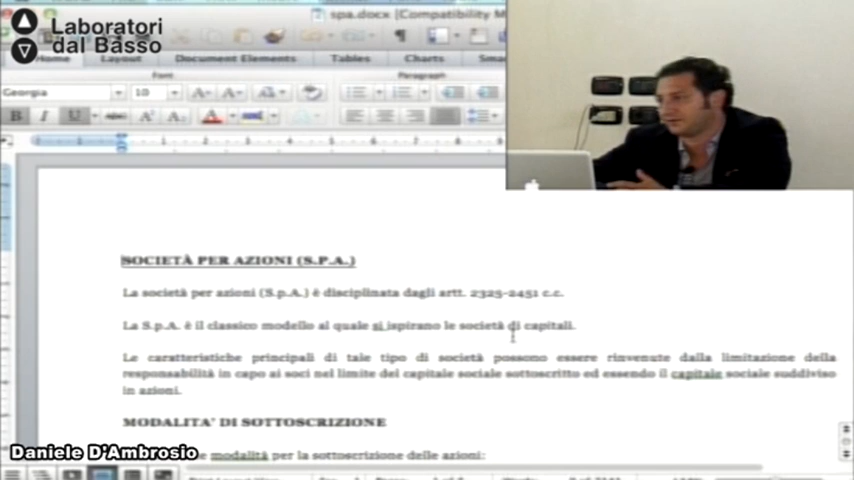 Laboratori
dal Basso
spa.docx [Compatibility M
Home Layout Document Elements Tables Charts Sma
Font Paragraph
Georgia 10
SOCIETÀ PER AZIONI (S.P.A.)
La società per azioni (S.p.A.) è disciplinata dagli artt. 2325-2451 c.c.
La S.p.A. è il classico modello al quale si ispirano le società di capitali.
Le caratteristiche principali di tale tipo di società possono essere rinvenute dalla limitazione della
responsabilità in capo ai soci nel limite del capitale sociale sottoscritto ed essendo il capitale sociale suddiviso
in azioni.
MODALITA' DI SOTTOSCRIZIONE
modalità per la sottoscrizione delle azioni:
Daniele D'Ambrosio